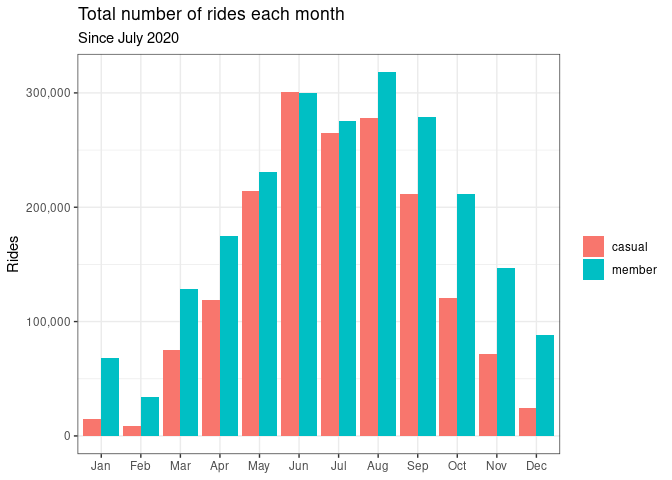 Total number of rides each month
Since July 2020
300,000
200,000
100,000
0
Rides
Jan Feb Mar Apr May Jun Jul Aug Sep Oct Nov Dec
casual
member